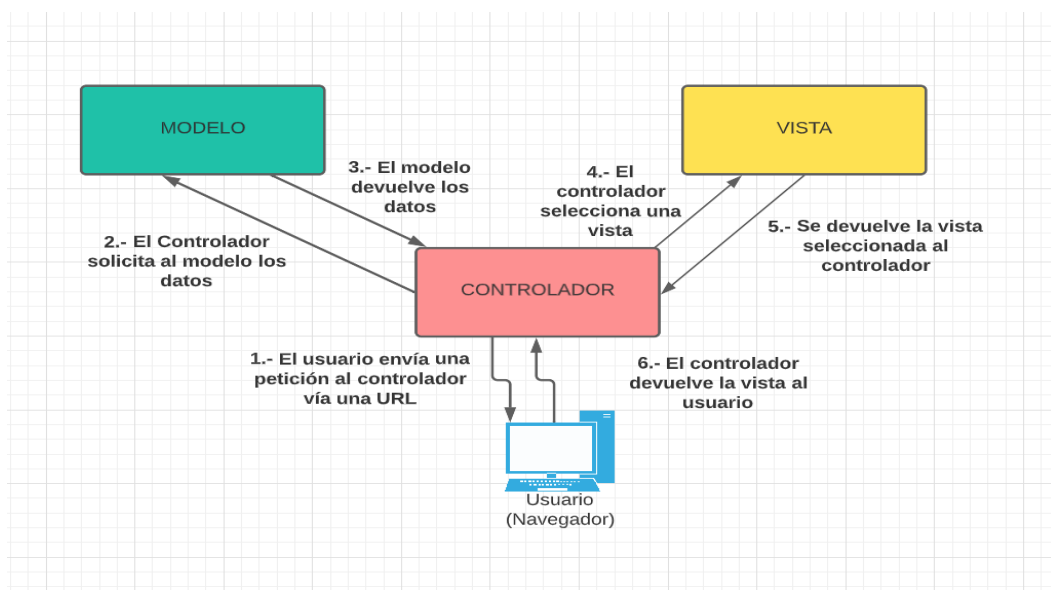 MODELO
VISTA
3.- El modelo
devuelve los
datos
4.- El
controlador
selecciona una
vista
2.- El Controlador
solicita al modelo los
datos
5.- Se devuelve la vista
seleccionada al
controlador
CONTROLADOR
1.- El usuario envía una
petición al controlador
vía una URL
6.- El controlador
devuelve la vista al
usuario
Usuario
(Navegador)